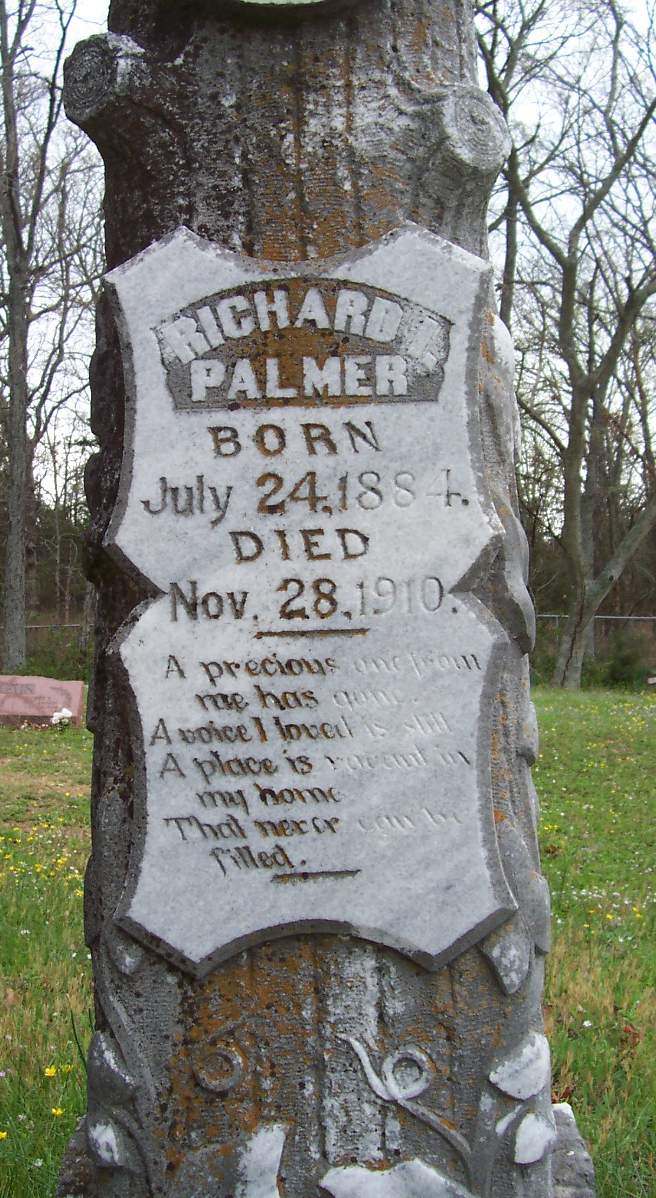 RICHARD L.
PALMER
BORN
July 24, 1884.
DIED
Nov. 28, 1910.
A precious one from
me has gone.
A voice I loved is still
A place is vacant in
my home
That never can be
filled.